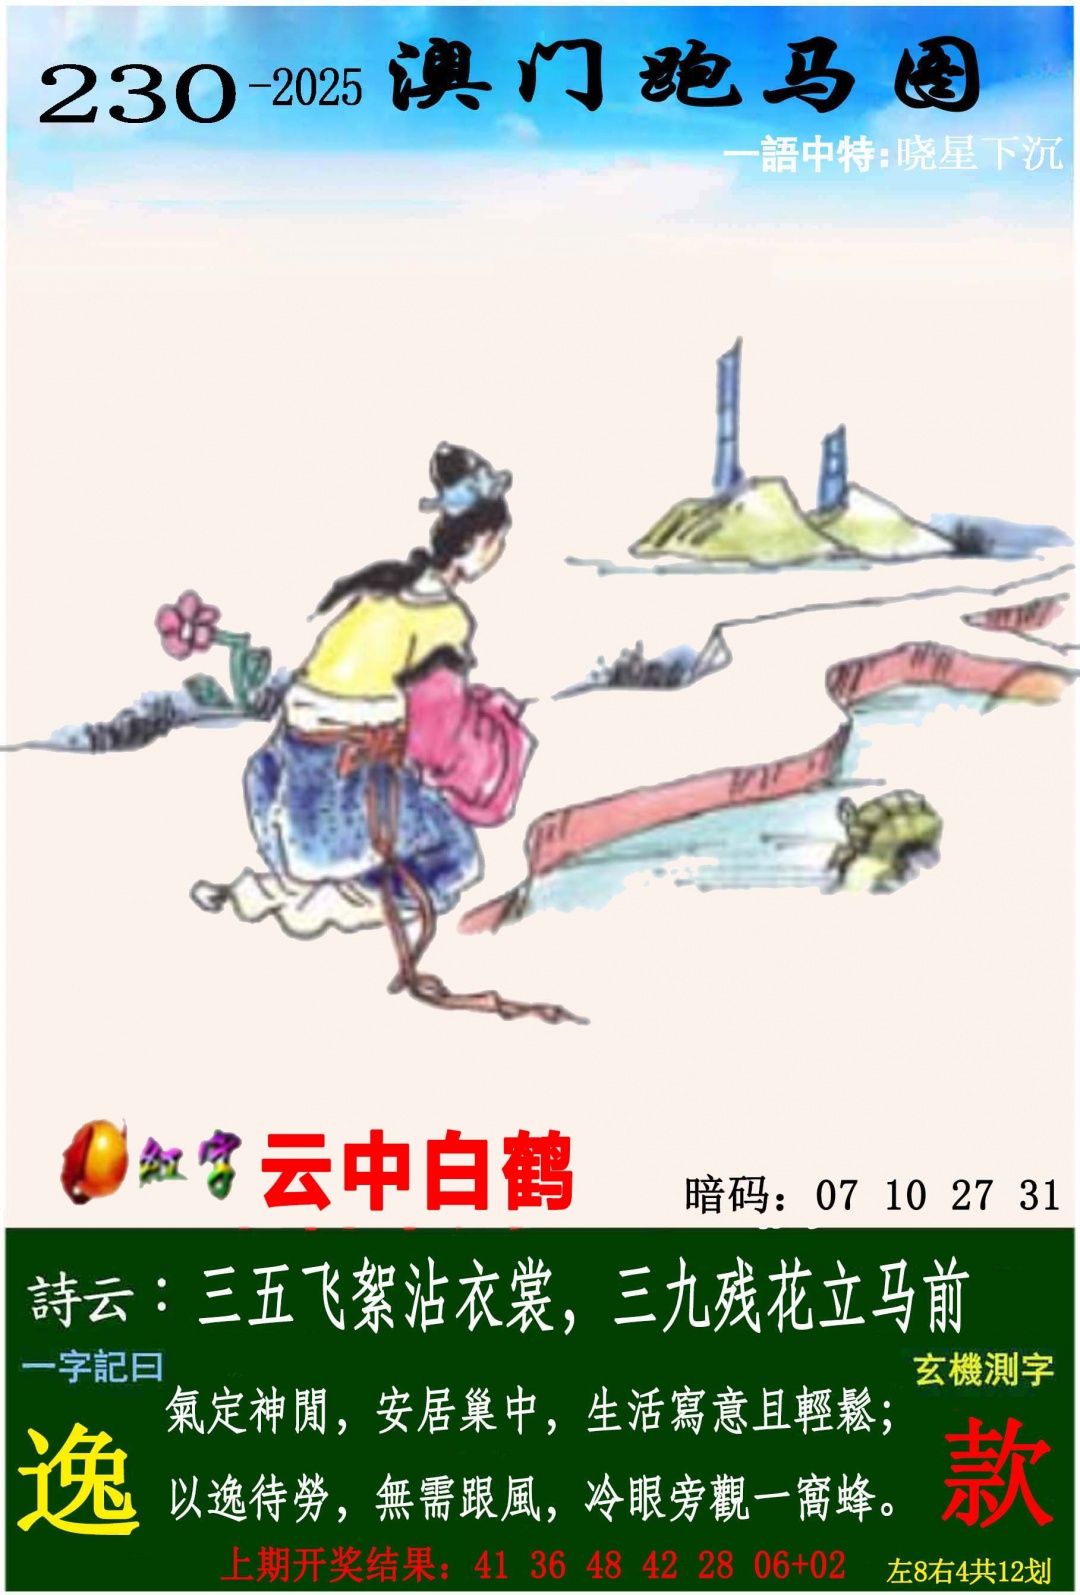 230-2025 澳门跑马图
一語中特:晓星下沉
红字 云中白鹤
暗码: 07 10 27 31
詩云：三五飞絮沾衣裳，三九残花立马前
一字記曰
玄機測字
氣定神閒，安居巢中，生活寫意且輕鬆；
逸
款
以逸待勞，無需跟風，冷眼旁觀一窩蜂。
上期开奖结果：41 36 48 42 28 06+02
左8右4共12划